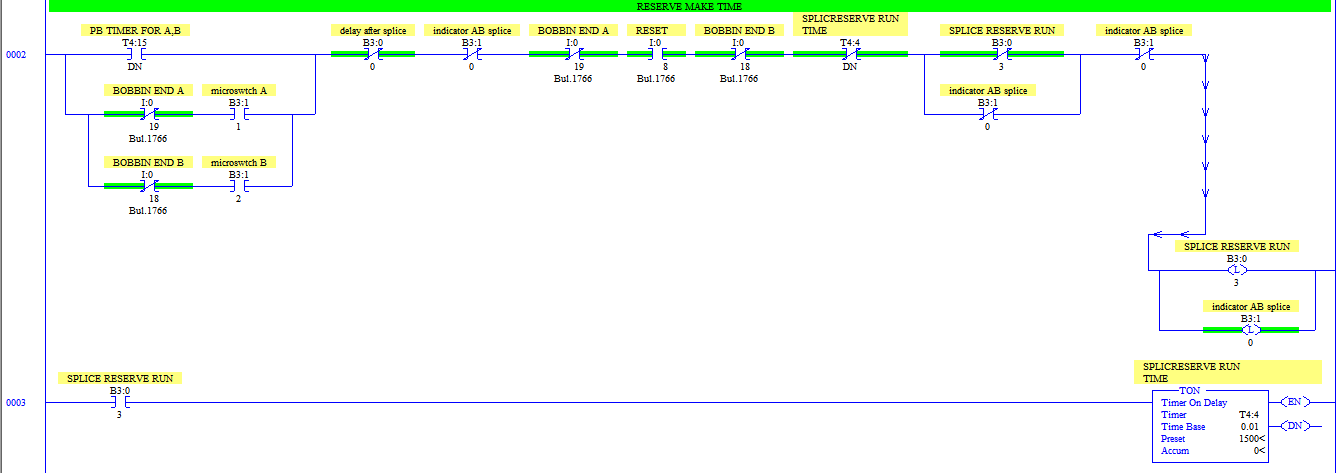 RESERVE MAKE TIME
0002
PB TIMER FOR A,B
T4:15
DN
delay after splice
B3:0
0
indicator AB splice
B3:1
0
BOBBIN END A
I:0
19
Bul.1766
RESET
I:0
8
Bul.1766
BOBBIN END B
I:0
18
Bul.1766
SPLICRESERVE RUN
TIME
T4:4
DN
SPLICE RESERVE RUN
B3:0
3
indicator AB splice
B3:1
0
indicator AB splice
B3:1
0
BOBBIN END A
I:0
19
Bul.1766
microswtch A
B3:1
1
BOBBIN END B
I:0
18
Bul.1766
microswtch B
B3:1
2
SPLICE RESERVE RUN
B3:0
L
3
indicator AB splice
B3:1
L
0
0003
SPLICE RESERVE RUN
B3:0
3
SPLICRESERVE RUN
TIME
TON
Timer On Delay
Timer T4:4
Time Base 0.01
Preset 1500<
Accum 0<
EN
DN